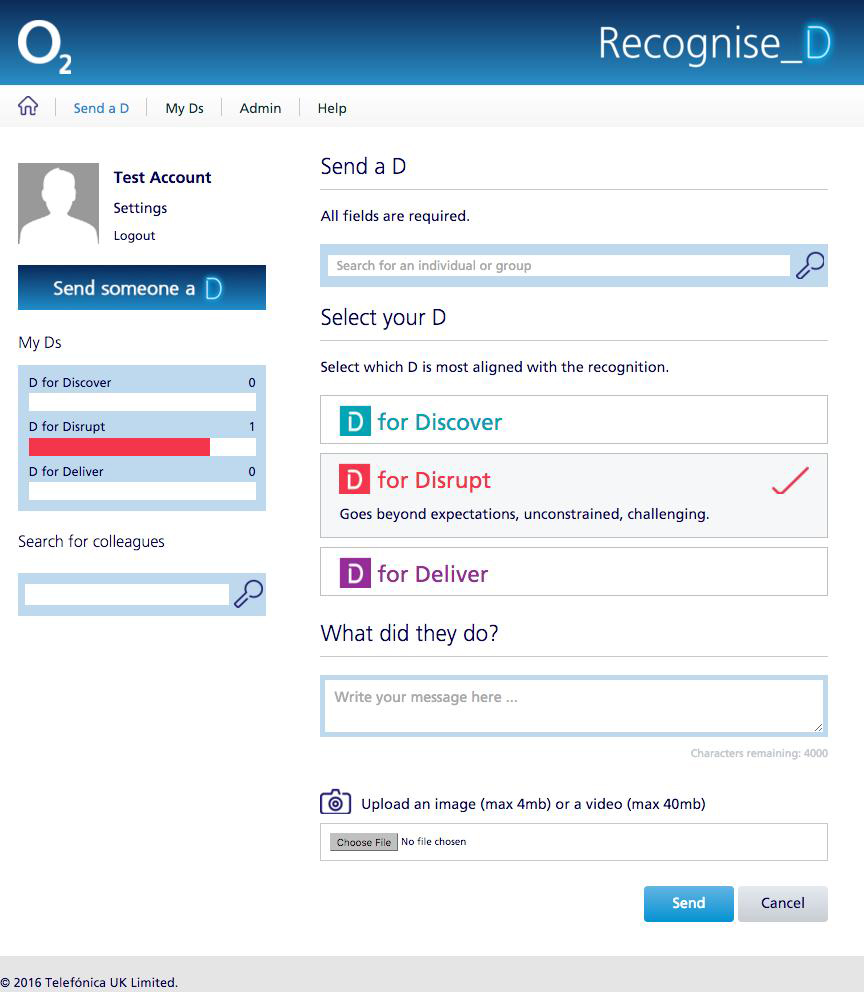 O2
Recognise_D
Send a D
My Ds
Admin
Help
Test Account
Settings
Logout
Send someone a D
My Ds
D for Discover 0
D for Disrupt 1
D for Deliver 0
Search for colleagues
Send a D
All fields are required.
Search for an individual or group
Select your D
Select which D is most aligned with the recognition.
D for Discover
D for Disrupt
Goes beyond expectations, unconstrained, challenging.
D for Deliver
What did they do?
Write your message here ...
Characters remaining: 4000
Upload an image (max 4mb) or a video (max 40mb)
Choose File No file chosen
Send
Cancel
© 2016 Telefónica UK Limited.